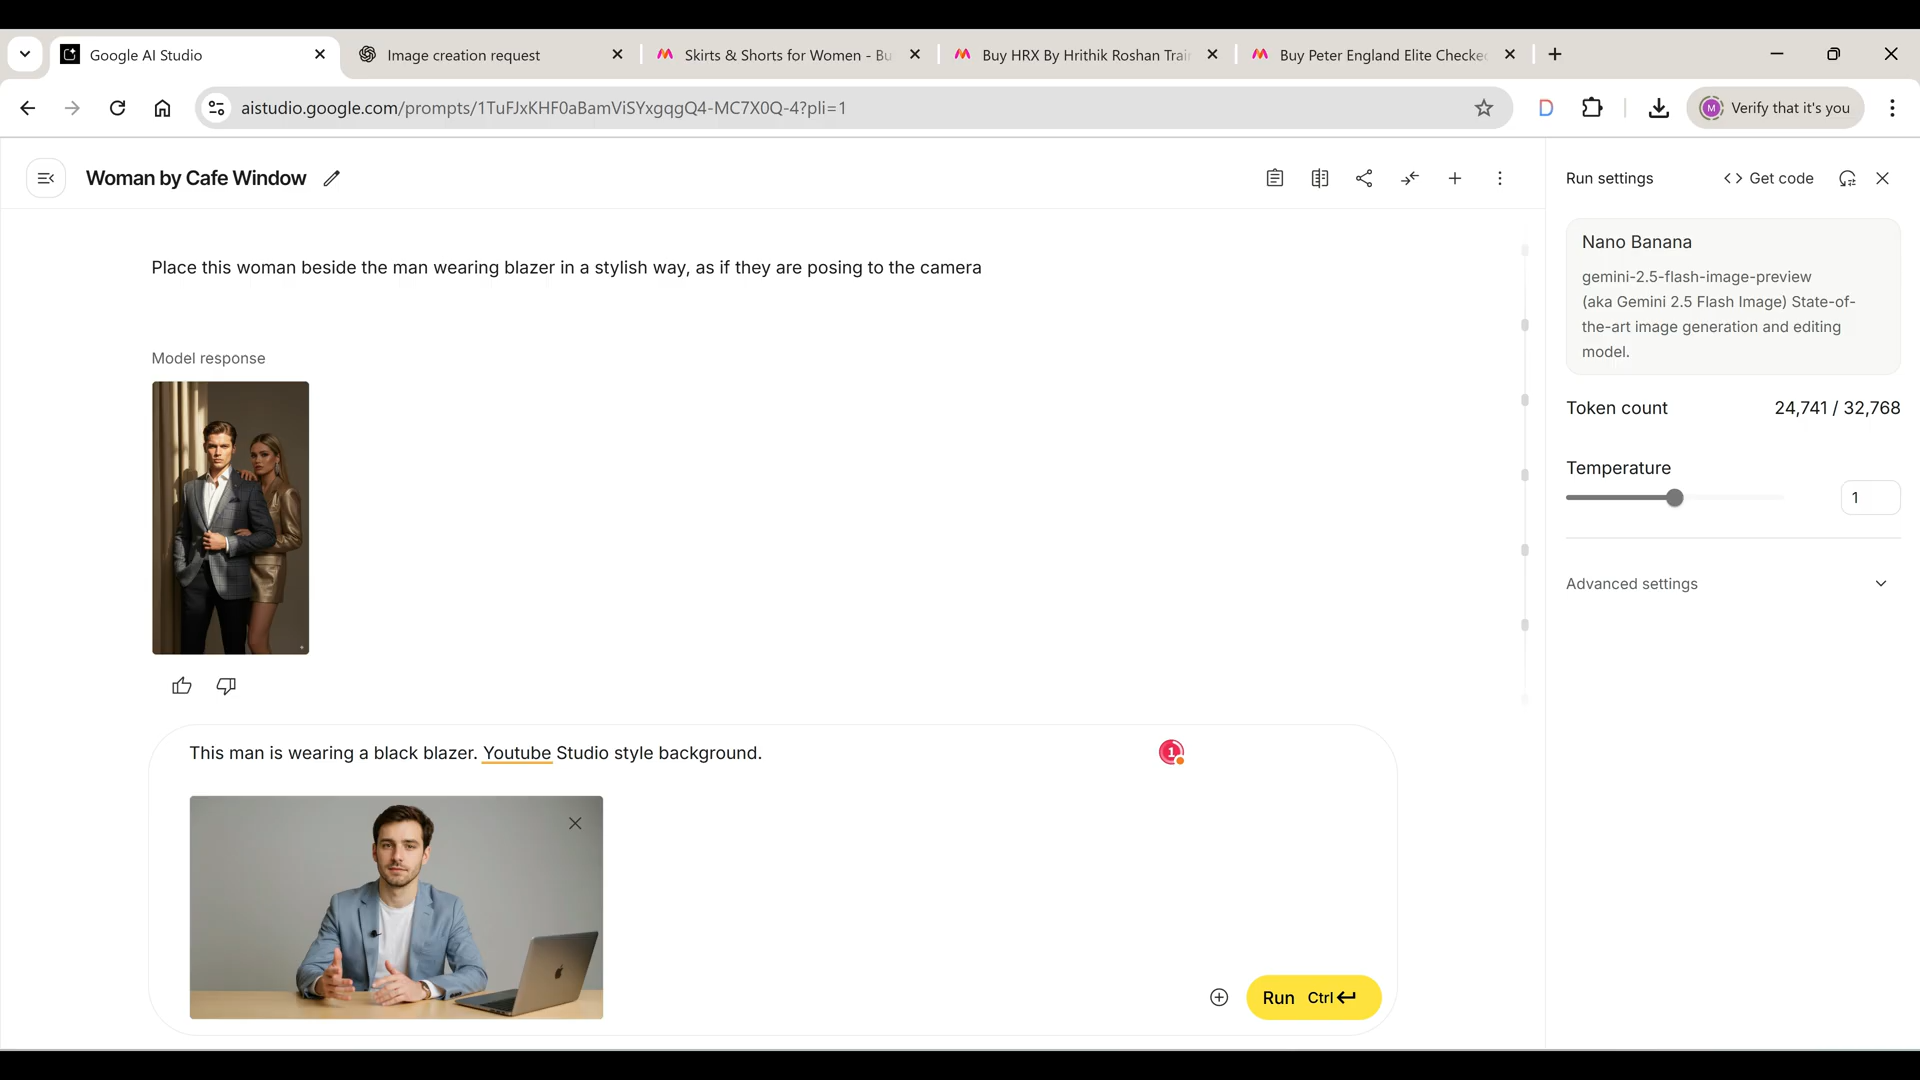 Google AI Studio
Image creation request
Skirts & Shorts for Women - Bu
Buy HRX By Hrithik Roshan Trai
Buy Peter England Elite Checke
aistudio.google.com/prompts/1TuFJxKHF0aBamViSYxgqgQ4-MC7X0Q-4?pli=1
D
M
Verify that it's you
Woman by Cafe Window
Run settings
Get code
Place this woman beside the man wearing blazer in a stylish way, as if they are posing to the camera
Nano Banana
gemini-2.5-flash-image-preview
(aka Gemini 2.5 Flash Image) State-of-
the-art image generation and editing
model.
Model response
Token count
24,741 / 32,768
Temperature
1
Advanced settings
This man is wearing a black blazer. Youtube Studio style background.
1
Run Ctrl